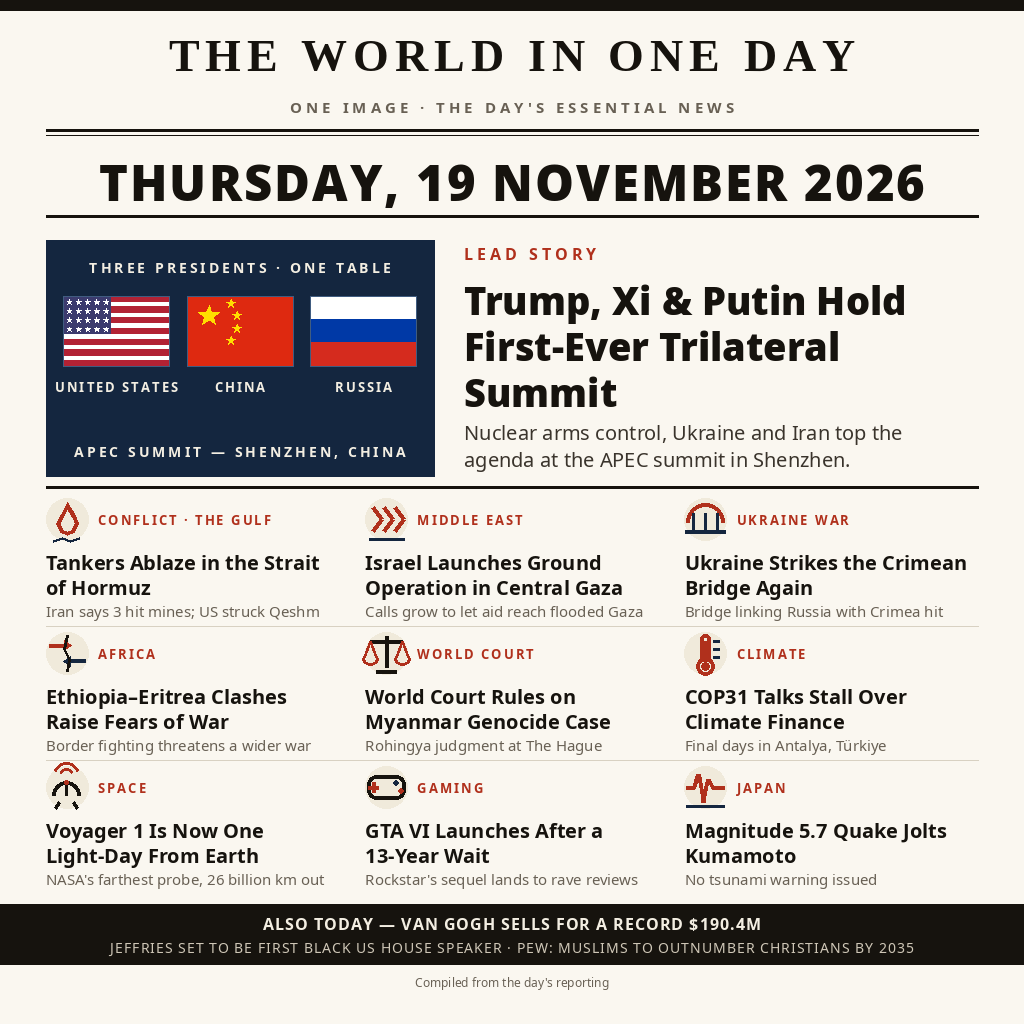 THE WORLD IN ONE DAY
ONE IMAGE · THE DAY'S ESSENTIAL NEWS
THURSDAY, 19 NOVEMBER 2026
THREE PRESIDENTS · ONE TABLE
UNITED STATES
CHINA
RUSSIA
APEC SUMMIT — SHENZHEN, CHINA
LEAD STORY
Trump, Xi & Putin Hold
First-Ever Trilateral
Summit
Nuclear arms control, Ukraine and Iran top the
agenda at the APEC summit in Shenzhen.
CONFLICT · THE GULF
Tankers Ablaze in the Strait
of Hormuz
Iran says 3 hit mines; US struck Qeshm
MIDDLE EAST
Israel Launches Ground
Operation in Central Gaza
Calls grow to let aid reach flooded Gaza
UKRAINE WAR
Ukraine Strikes the Crimean
Bridge Again
Bridge linking Russia with Crimea hit
AFRICA
Ethiopia–Eritrea Clashes
Raise Fears of War
Border fighting threatens a wider war
WORLD COURT
World Court Rules on
Myanmar Genocide Case
Rohingya judgment at The Hague
CLIMATE
COP31 Talks Stall Over
Climate Finance
Final days in Antalya, Türkiye
SPACE
Voyager 1 Is Now One
Light-Day From Earth
NASA's farthest probe, 26 billion km out
GAMING
GTA VI Launches After a
13-Year Wait
Rockstar's sequel lands to rave reviews
JAPAN
Magnitude 5.7 Quake Jolts
Kumamoto
No tsunami warning issued
ALSO TODAY — VAN GOGH SELLS FOR A RECORD $190.4M
JEFFRIES SET TO BE FIRST BLACK US HOUSE SPEAKER · PEW: MUSLIMS TO OUTNUMBER CHRISTIANS BY 2035
Compiled from the day's reporting